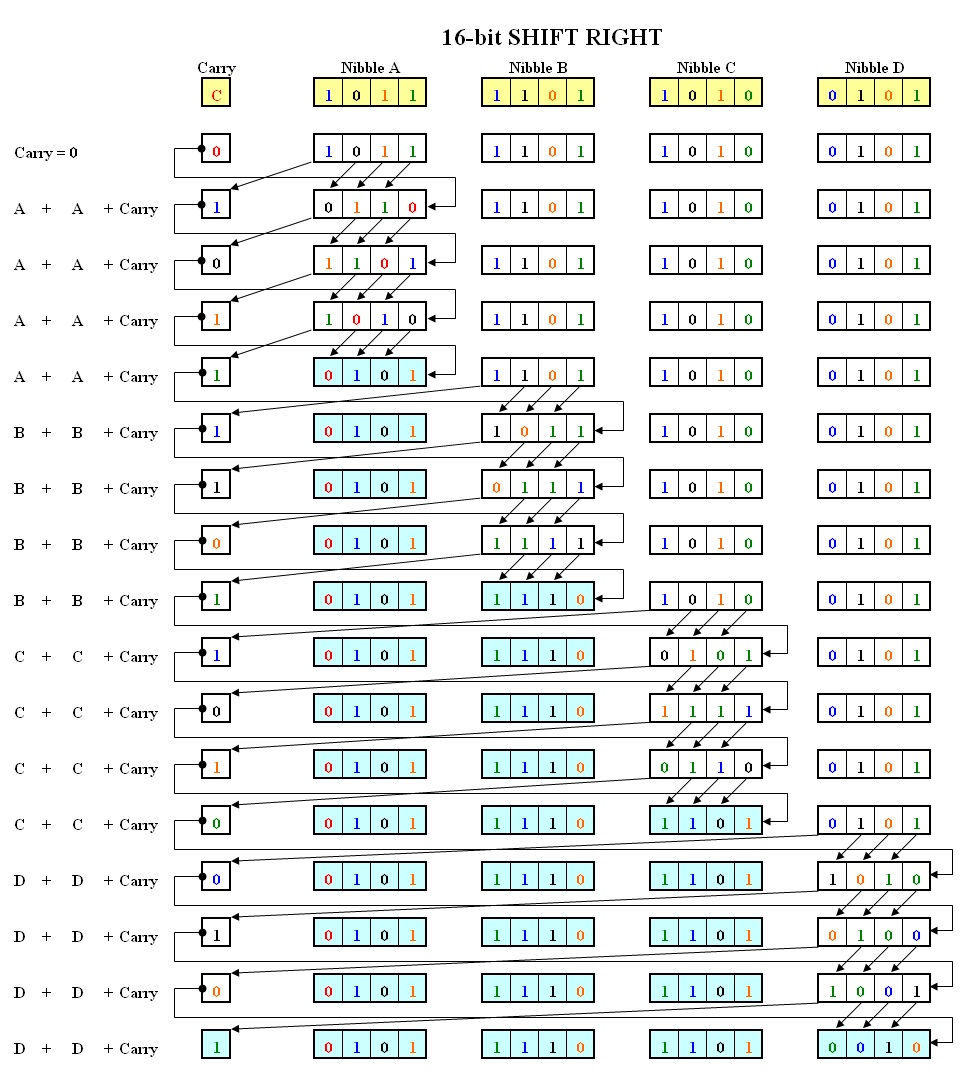 16-bit SHIFT RIGHT
Carry Nibble A Nibble B Nibble C Nibble D
C 1 0 1 1 1 1 0 1 1 0 1 0 0 1 0 1
Carry = 0 0 1 0 1 1 1 1 0 1 1 0 1 0 0 1 0 1
A + A + Carry 1 0 1 1 0 1 1 0 1 1 0 1 0 0 1 0 1
A + A + Carry 0 1 1 0 1 1 1 0 1 1 0 1 0 0 1 0 1
A + A + Carry 1 1 0 1 0 1 1 0 1 1 0 1 0 0 1 0 1
A + A + Carry 1 0 1 0 1 1 1 0 1 1 0 1 0 0 1 0 1
B + B + Carry 1 0 1 0 1 1 0 1 1 1 0 1 0 0 1 0 1
B + B + Carry 1 0 1 0 1 0 1 1 1 1 0 1 0 0 1 0 1
B + B + Carry 0 0 1 0 1 1 1 1 1 1 0 1 0 0 1 0 1
B + B + Carry 1 0 1 0 1 1 1 1 0 1 0 1 0 0 1 0 1
C + C + Carry 1 0 1 0 1 1 1 1 0 0 1 0 1 0 1 0 1
C + C + Carry 0 0 1 0 1 1 1 1 0 1 1 1 1 0 1 0 1
C + C + Carry 1 0 1 0 1 1 1 1 0 0 1 1 0 0 1 0 1
C + C + Carry 0 0 1 0 1 1 1 1 0 1 1 0 1 0 1 0 1
D + D + Carry 0 0 1 0 1 1 1 1 0 1 1 0 1 1 0 1 0
D + D + Carry 1 0 1 0 1 1 1 1 0 1 1 0 1 0 1 0 0
D + D + Carry 0 0 1 0 1 1 1 1 0 1 1 0 1 1 0 0 1
D + D + Carry 1 0 1 0 1 1 1 1 0 1 1 0 1 0 0 1 0